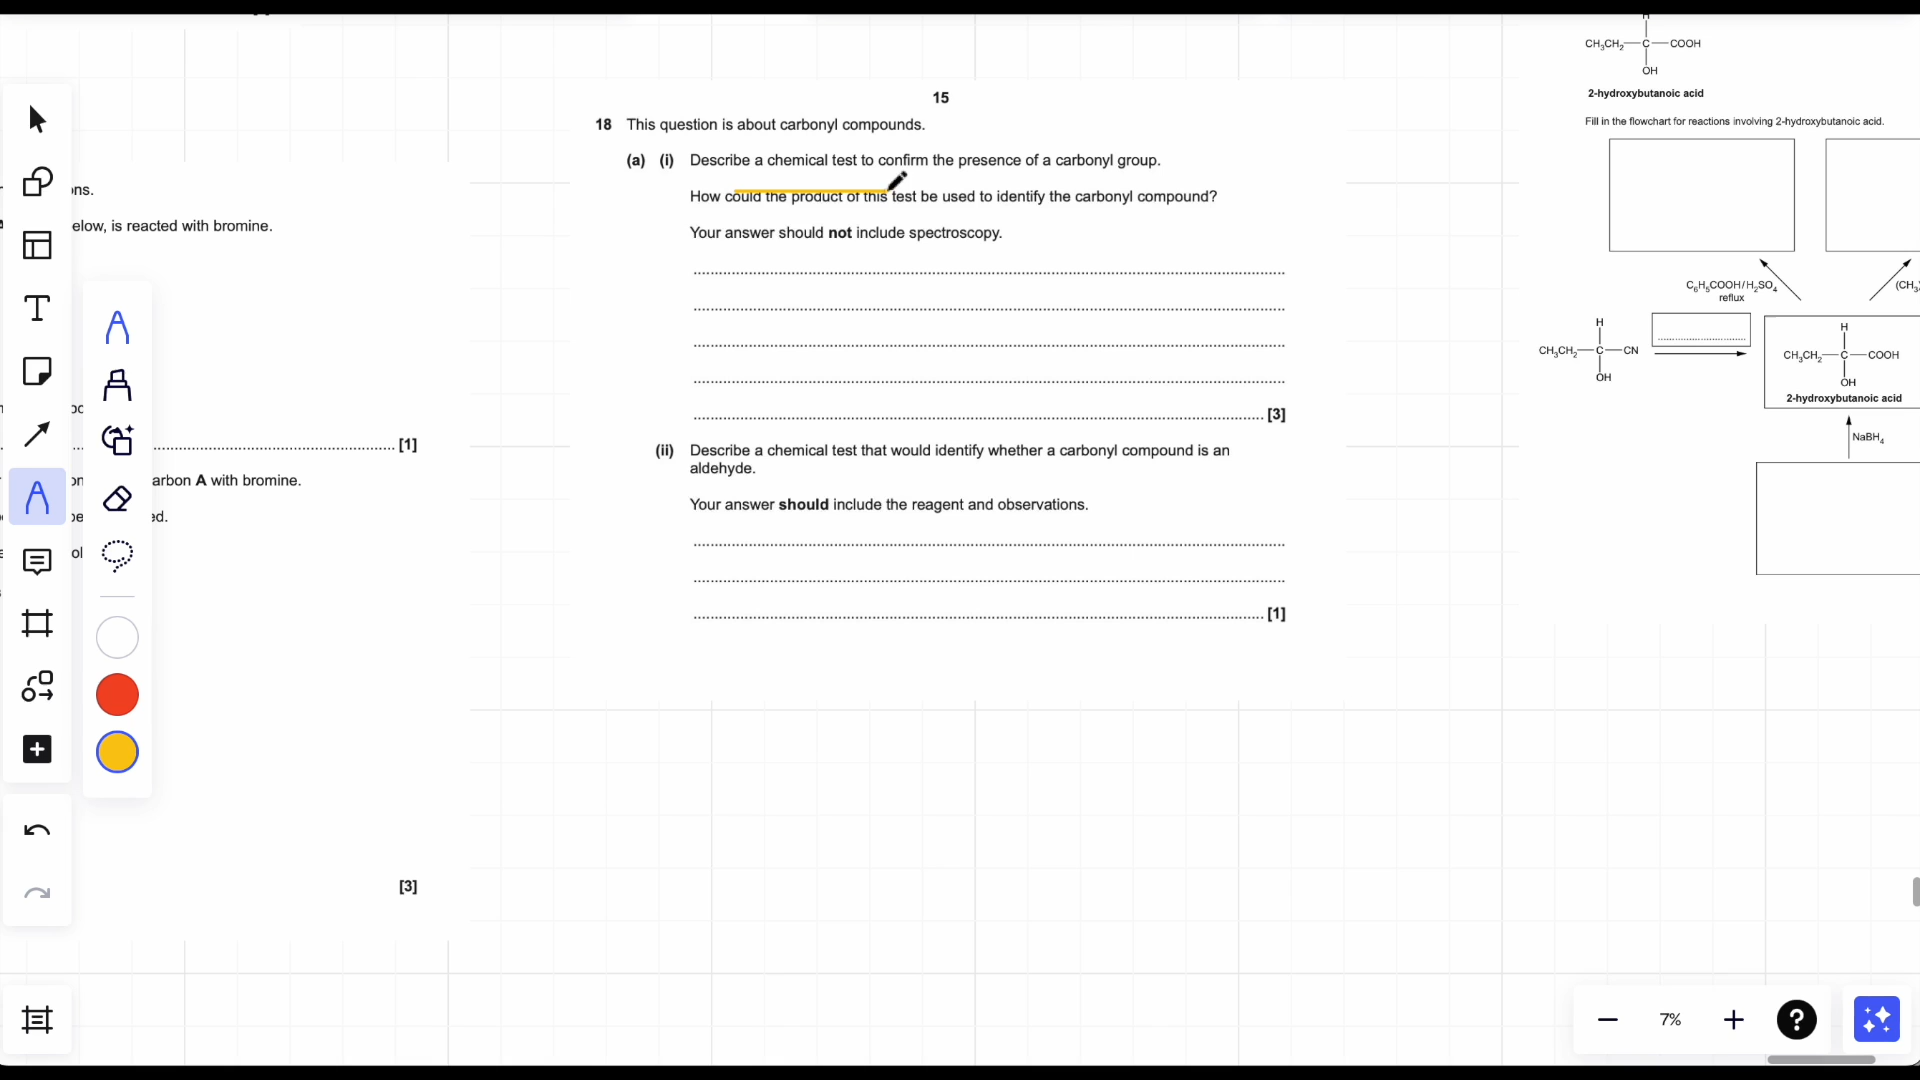 15
18 This question is about carbonyl compounds.
(a) (i) Describe a chemical test to confirm the presence of a carbonyl group.
How could the product of this test be used to identify the carbonyl compound?
Your answer should not include spectroscopy.
[3]
(ii) Describe a chemical test that would identify whether a carbonyl compound is an
aldehyde.
Your answer should include the reagent and observations.
[1]
ns.
elow, is reacted with bromine.
[1]
arbon A with bromine.
ed.
[3]
H
CH3CH2—C—COOH
OH
2-hydroxybutanoic acid
Fill in the flowchart for reactions involving 2-hydroxybutanoic acid.
C6H5COOH/H2SO4
reflux
(CH3
H
CH3CH2—C—CN
OH
H
CH3CH2—C—COOH
OH
2-hydroxybutanoic acid
NaBH4
7%